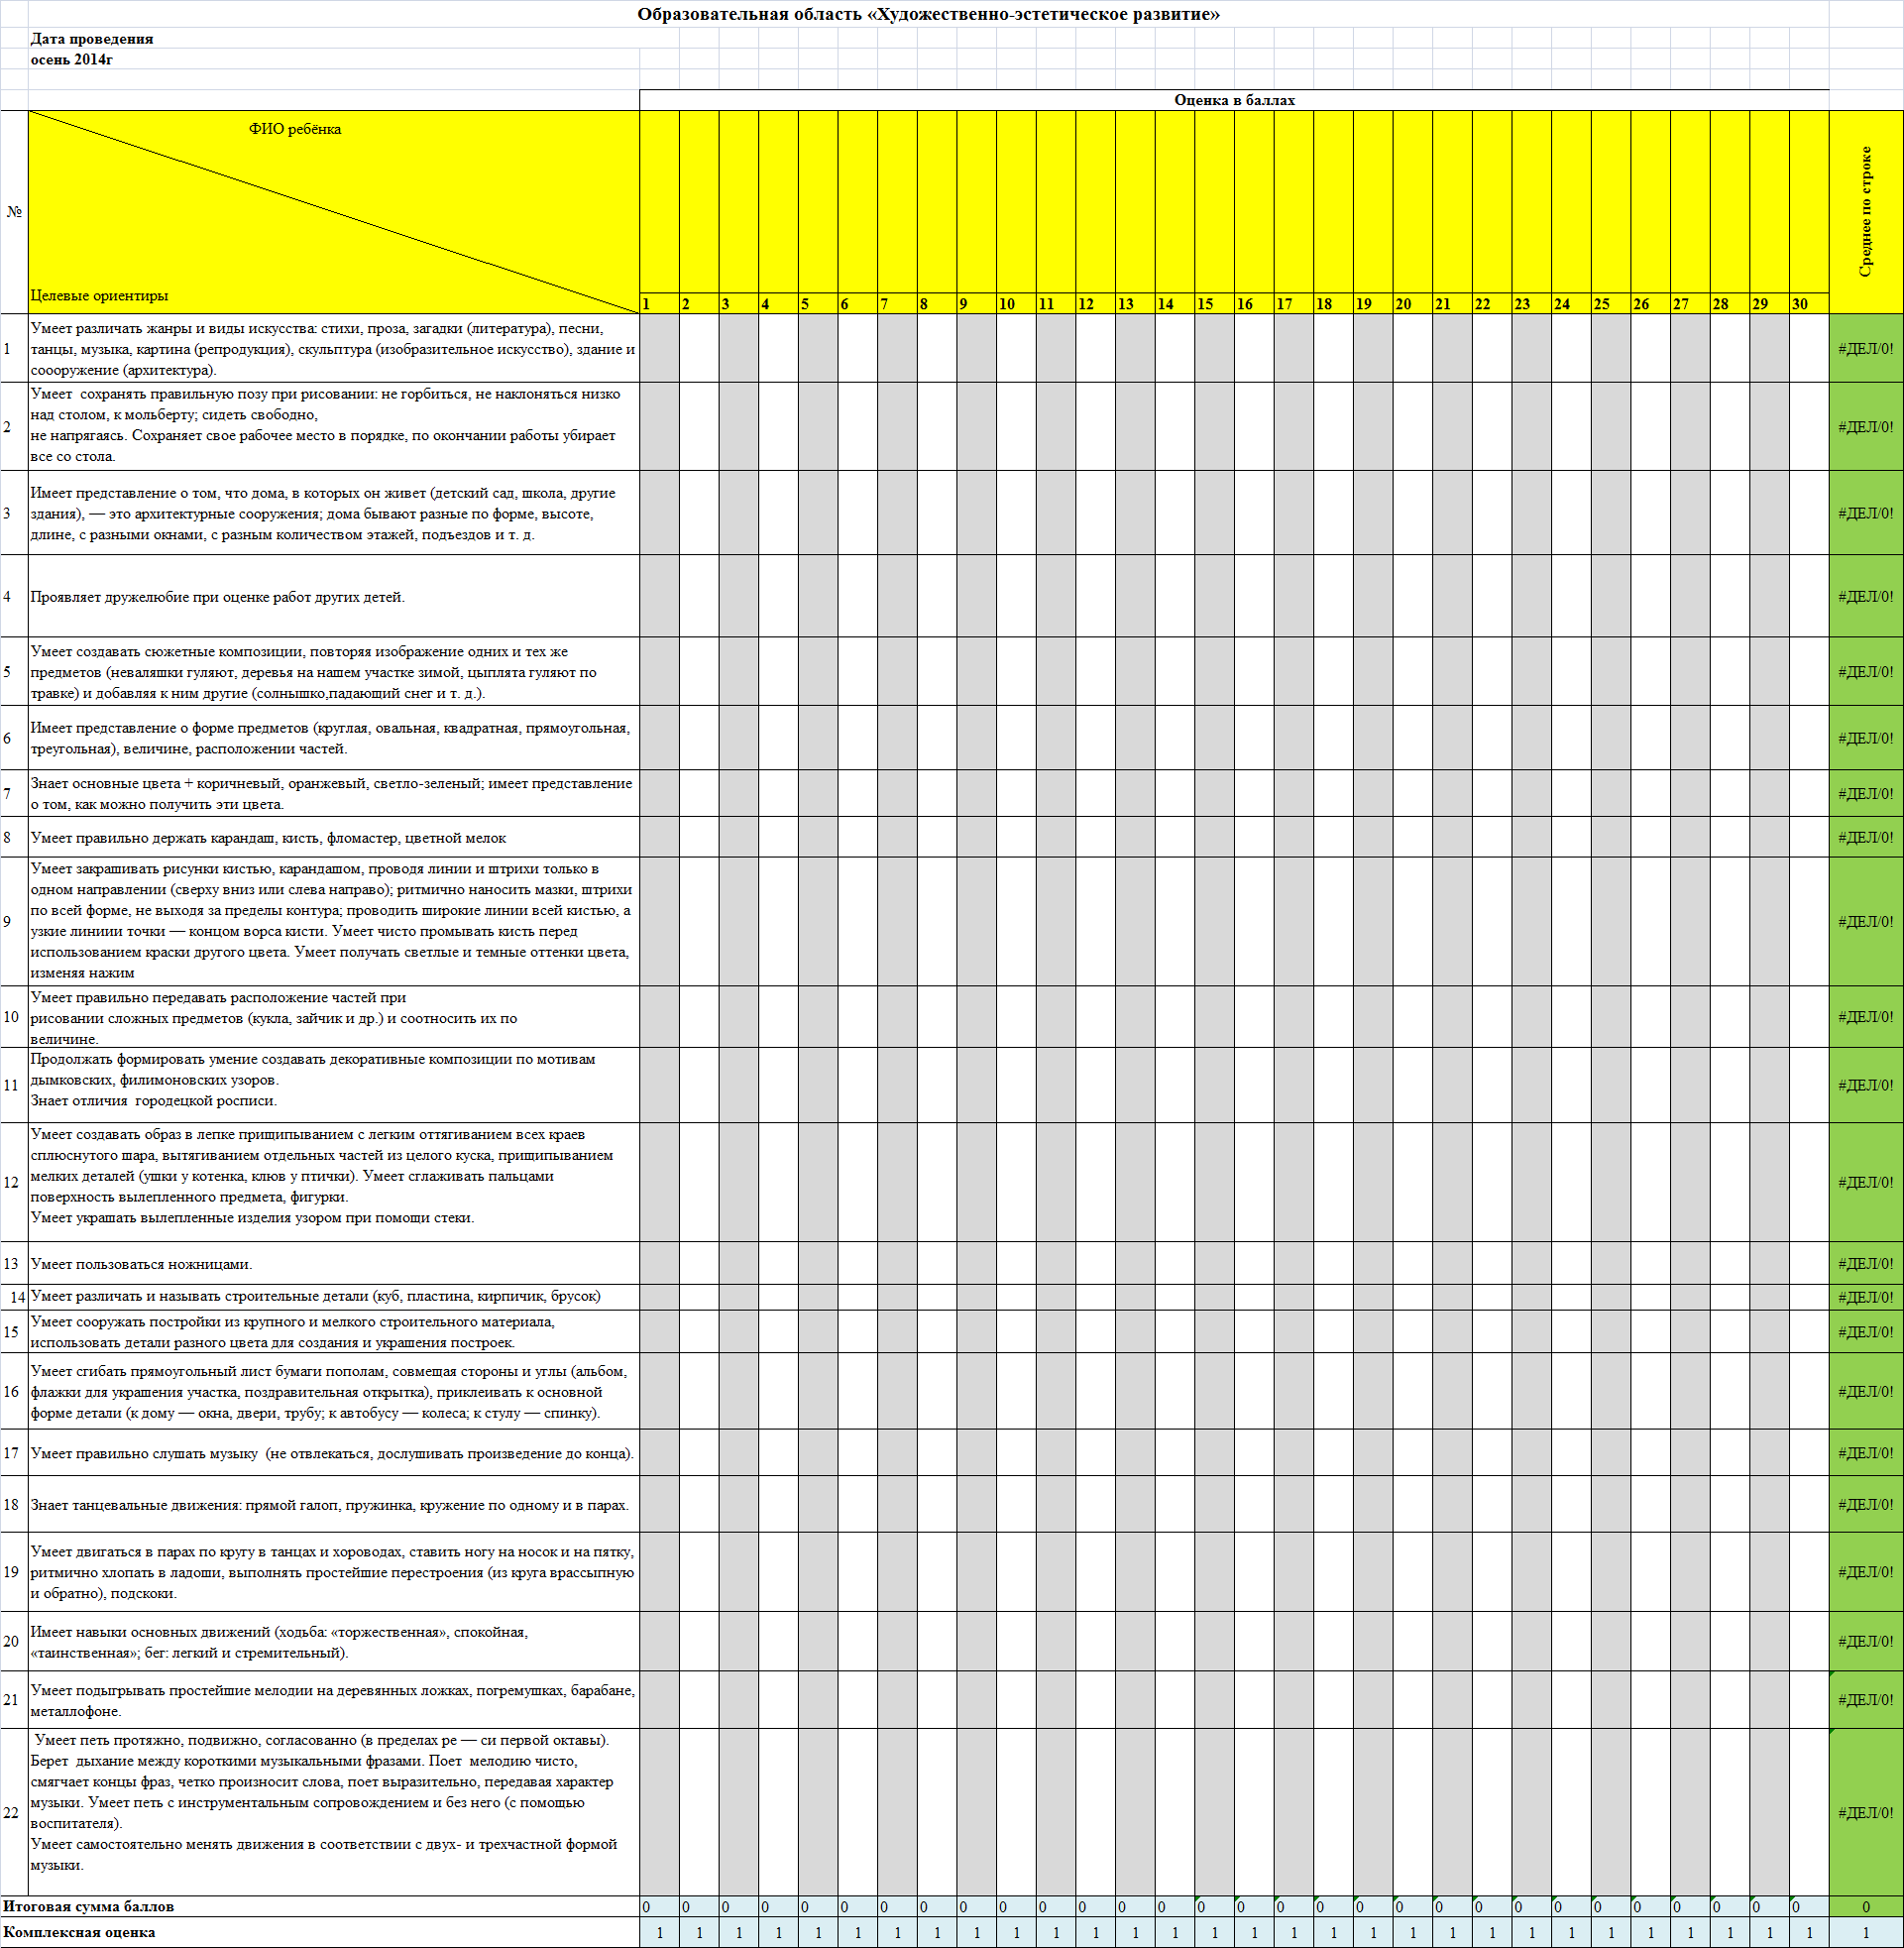 Образовательная область «Художественно-эстетическое развитие»
Дата проведения
осень 2014г
Оценка в баллах
№
ФИО ребёнка
Целевые ориентиры
1 2 3 4 5 6 7 8 9 10 11 12 13 14 15 16 17 18 19 20 21 22 23 24 25 26 27 28 29 30
Среднее по строке
1
Умеет различать жанры и виды искусства: стихи, проза, загадки (литература), песни,
танцы, музыка, картина (репродукция), скульптура (изобразительное искусство), здание и
соооружение (архитектура).
#ДЕЛ/0!
2
Умеет сохранять правильную позу при рисовании: не горбиться, не наклоняться низко
над столом, к мольберту; сидеть свободно,
не напрягаясь. Сохраняет свое рабочее место в порядке, по окончании работы убирает
все со стола.
#ДЕЛ/0!
3
Имеет представление о том, что дома, в которых он живет (детский сад, школа, другие
здания), — это архитектурные сооружения; дома бывают разные по форме, высоте,
длине, с разными окнами, с разным количеством этажей, подъездов и т. д.
#ДЕЛ/0!
4
Проявляет дружелюбие при оценке работ других детей.
#ДЕЛ/0!
5
Умеет создавать сюжетные композиции, повторяя изображение одних и тех же
предметов (неваляшки гуляют, деревья на нашем участке зимой, цыплята гуляют по
травке) и добавляя к ним другие (солнышко,падающий снег и т. д.).
#ДЕЛ/0!
6
Имеет представление о форме предметов (круглая, овальная, квадратная, прямоугольная,
треугольная), величине, расположении частей.
#ДЕЛ/0!
7
Знает основные цвета + коричневый, оранжевый, светло-зеленый; имеет представление
о том, как можно получить эти цвета.
#ДЕЛ/0!
8
Умеет правильно держать карандаш, кисть, фломастер, цветной мелок
#ДЕЛ/0!
9
Умеет закрашивать рисунки кистью, карандашом, проводя линии и штрихи только в
одном направлении (сверху вниз или слева направо); ритмично наносить мазки, штрихи
по всей форме, не выходя за пределы контура; проводить широкие линии всей кистью, а
узкие линиии точки — концом ворса кисти. Умеет чисто промывать кисть перед
использованием краски другого цвета. Умеет получать светлые и темные оттенки цвета,
изменяя нажим
#ДЕЛ/0!
10
Умеет правильно передавать расположение частей при
рисовании сложных предметов (кукла, зайчик и др.) и соотносить их по
величине.
#ДЕЛ/0!
11
Продолжать формировать умение создавать декоративные композиции по мотивам
дымковских, филимоновских узоров.
Знает отличия городецкой росписи.
#ДЕЛ/0!
12
Умеет создавать образ в лепке прищипыванием с легким оттягиванием всех краев
сплюснутого шара, вытягиванием отдельных частей из целого куска, прищипыванием
мелких деталей (ушки у котенка, клюв у птички). Умеет сглаживать пальцами
поверхность вылепленного предмета, фигурки.
Умеет украшать вылепленные изделия узором при помощи стеки.
#ДЕЛ/0!
13
Умеет пользоваться ножницами.
#ДЕЛ/0!
14
Умеет различать и называть строительные детали (куб, пластина, кирпичик, брусок)
#ДЕЛ/0!
15
Умеет сооружать постройки из крупного и мелкого строительного материала,
использовать детали разного цвета для создания и украшения построек.
#ДЕЛ/0!
16
Умеет сгибать прямоугольный лист бумаги пополам, совмещая стороны и углы (альбом,
флажки для украшения участка, поздравительная открытка), приклеивать к основной
форме детали (к дому — окна, двери, трубу; к автобусу — колеса; к стулу — спинку).
#ДЕЛ/0!
17
Умеет правильно слушать музыку (не отвлекаться, дослушивать произведение до конца).
#ДЕЛ/0!
18
Знает танцевальные движения: прямой галоп, пружинка, кружение по одному и в парах.
#ДЕЛ/0!
19
Умеет двигаться в парах по кругу в танцах и хороводах, ставить ногу на носок и на пятку,
ритмично хлопать в ладоши, выполнять простейшие перестроения (из круга врассыпную
и обратно), подскоки.
#ДЕЛ/0!
20
Имеет навыки основных движений (ходьба: «торжественная», спокойная,
«таинственная»; бег: легкий и стремительный).
#ДЕЛ/0!
21
Умеет подыгрывать простейшие мелодии на деревянных ложках, погремушках, барабане,
металлофоне.
#ДЕЛ/0!
22
Умеет петь протяжно, подвижно, согласованно (в пределах ре — си первой октавы).
Берет дыхание между короткими музыкальными фразами. Поет мелодию чисто,
смягчает концы фраз, четко произносит слова, поет выразительно, передавая характер
музыки. Умеет петь с инструментальным сопровождением и без него (с помощью
воспитателя).
Умеет самостоятельно менять движения в соответствии с двух- и трехчастной формой
музыки.
#ДЕЛ/0!
Итоговая сумма баллов 0 0 0 0 0 0 0 0 0 0 0 0 0 0 0 0 0 0 0 0 0 0 0 0 0 0 0 0 0 0 0
Комплексная оценка 1 1 1 1 1 1 1 1 1 1 1 1 1 1 1 1 1 1 1 1 1 1 1 1 1 1 1 1 1 1 1